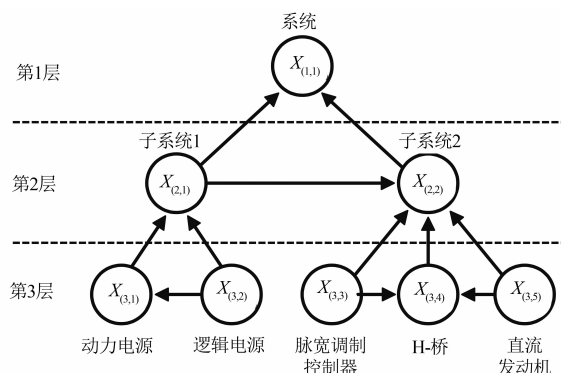 系统
第1层
X(1,1)
子系统1
子系统2
第2层
X(2,1)
X(2,2)
第3层
X(3,1)
X(3,2)
X(3,3)
X(3,4)
X(3,5)
动力电源
逻辑电源
脉宽调制
控制器
H-桥
直流
发动机